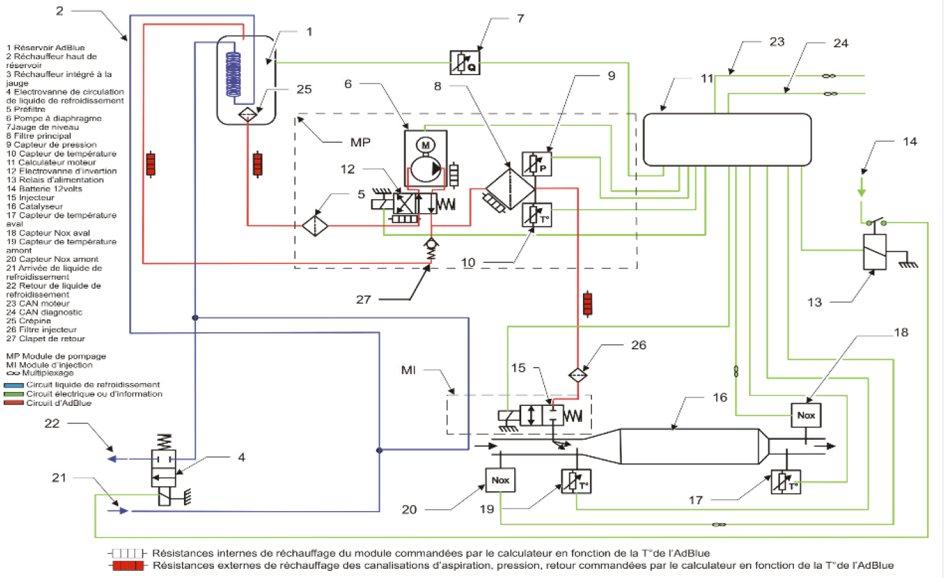 1 Réservoir AdBlue
2 Réchauffeur haut de
réservoir
3 Réchauffeur intégré à la
jauge
4 Electrovanne de circulation
de liquide de refroidissement
5 Préfiltre
6 Pompe à diaphragme
7Jauge de niveau
8 Filtre principal
9 Capteur de pression
10 Capteur de température
11 Calculateur moteur
12 Electrovanne d'invertion
13 Relais d'alimentation
14 Batterie 12volts
15 Injecteur
16 Catalyseur
17 Capteur de température
aval
18 Capteur Nox aval
19 Capteur de température
amont
20 Capteur Nox amont
21 Arrivée de liquide de
refroidissement
22 Retour de liquide de
refroidissement
23 CAN moteur
24 CAN diagnostic
25 Crépine
26 Filtre injecteur
27 Clapet de retour
MP Module de pompage
MI Module d'injection
Multiplexage
Circuit liquide de refroidissement
Circuit électrique ou d'information
Circuit d'AdBlue
2
1
7
23
24
Q
25
6
8
9
11
MP
M
P
14
12
5
T°
10
27
13
26
18
MI
15
16
Nox
22
4
21
Nox
T°
T°
20
19
17
Résistances internes de réchauffage du module commandées par le calculateur en fonction de la T°de l'AdBlue
Résistances externes de réchauffage des canalisations d'aspiration, pression, retour commandées par le calculateur en fonction de la T°de l'AdBlue